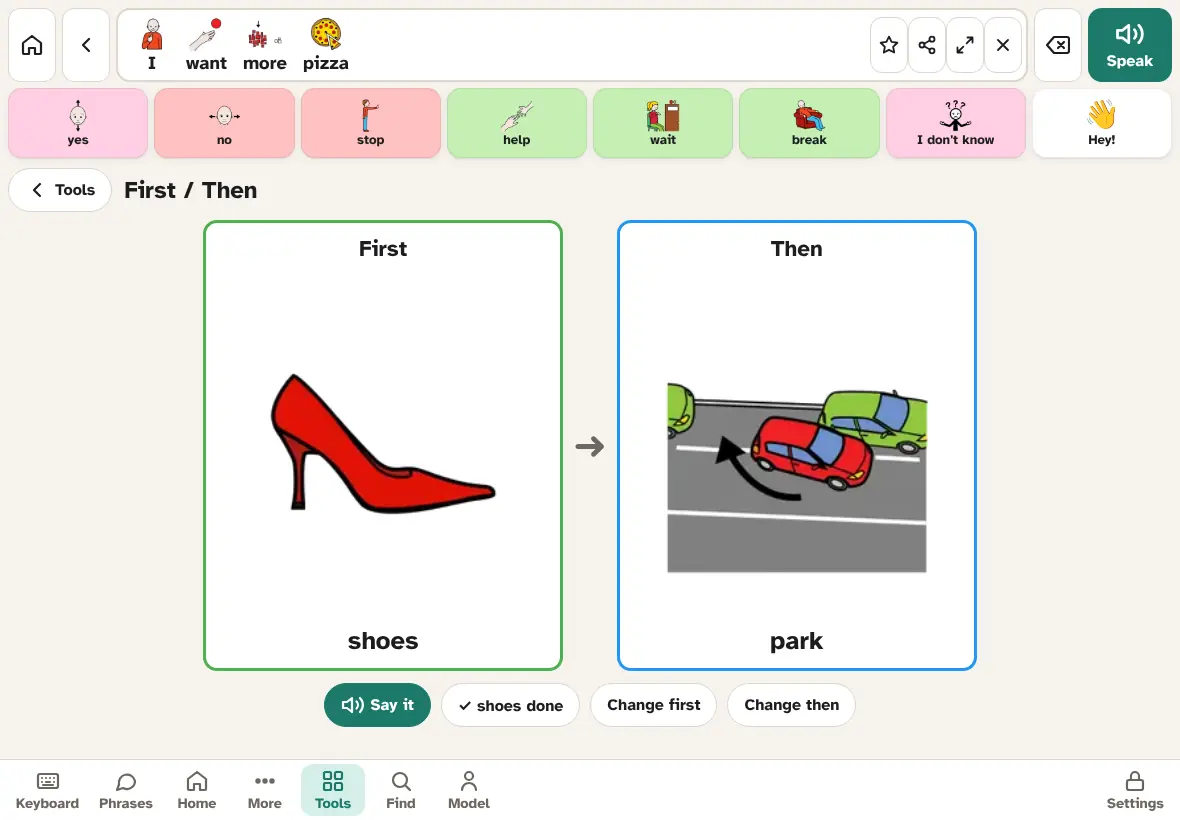 I want more pizza
Speak
yes
no
stop
help
wait
break
I don't know
Hey!
Tools
First / Then
First
Then
shoes
park
Say it
shoes done
Change first
Change then
Keyboard
Phrases
Home
More
Tools
Find
Model
Settings